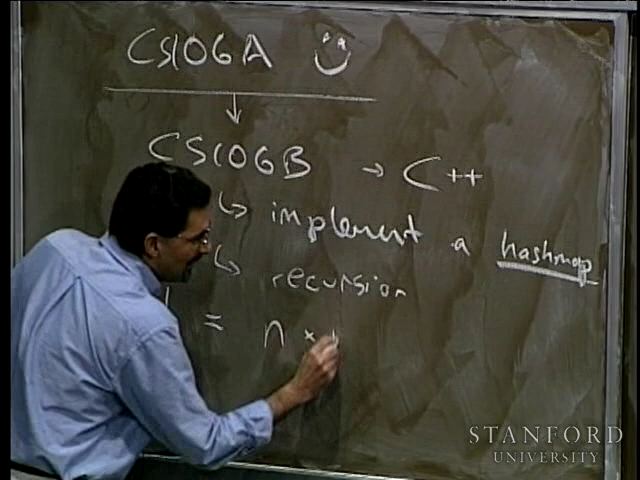 CS106A
↓
CS106B → C++
↳ implement a hashmap
↳ recursion
= n ×
STANFORD
UNIVERSITY